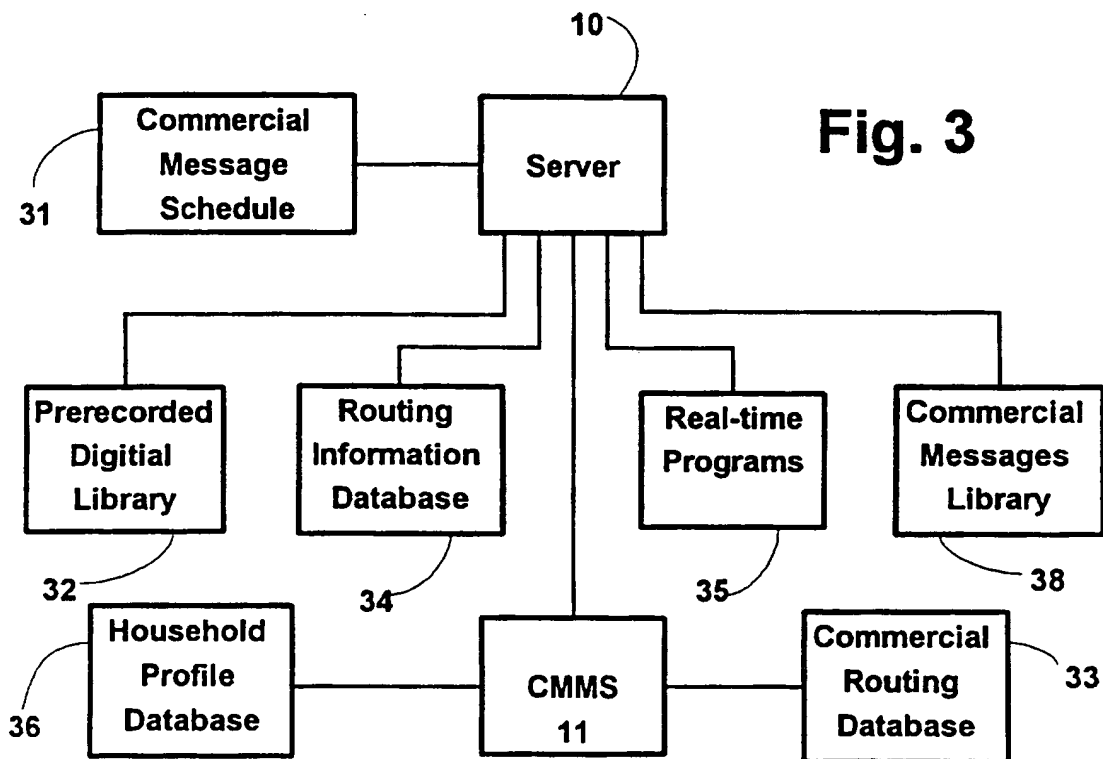 10
Fig. 3
Commercial
Message
Schedule
31
Server
Prerecorded
Digitial
Library
32
Routing
Information
Database
34
Real-time
Programs
35
Commercial
Messages
Library
38
Household
Profile
Database
36
CMMS
11
Commercial
Routing
Database
33